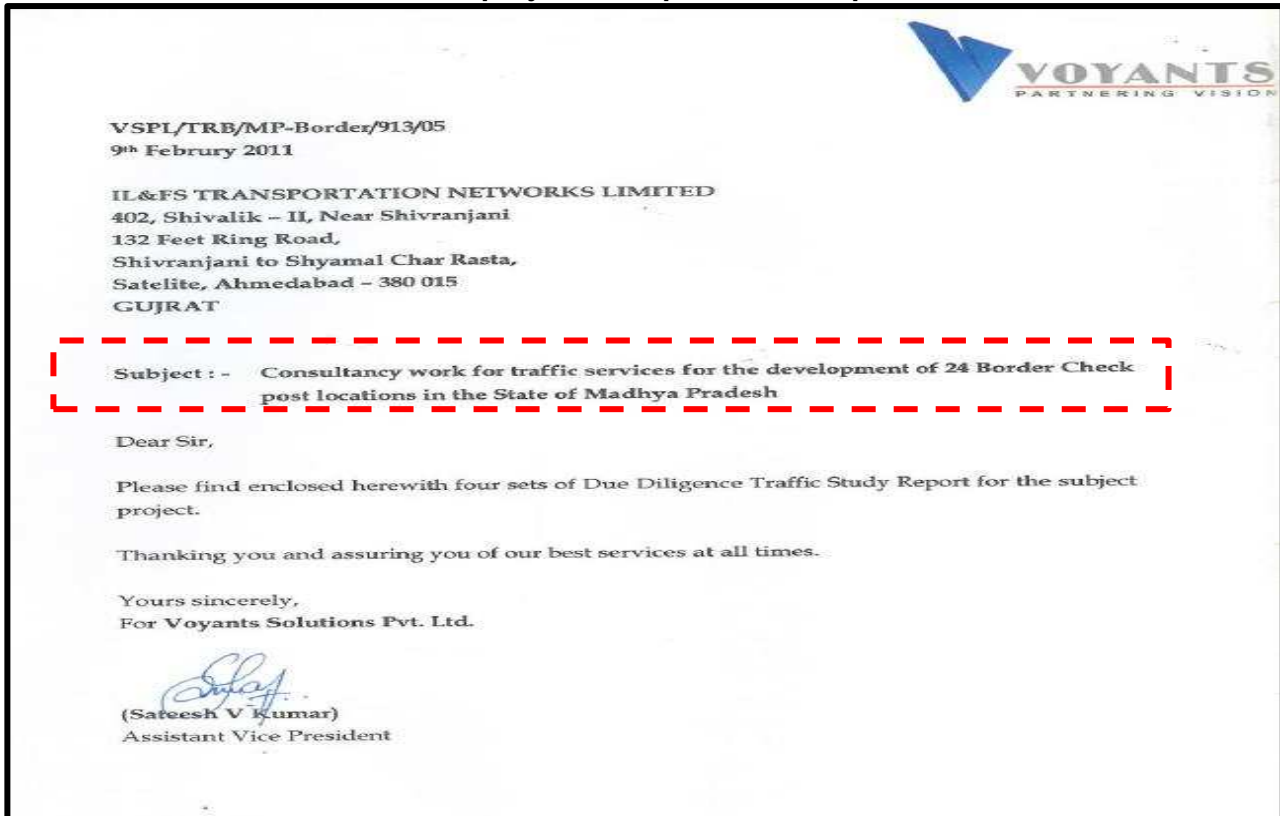 VOYANTS
PARTNERING VISION
VSPL/TRB/MP-Border/913/05
9th Februry 2011
IL&FS TRANSPORTATION NETWORKS LIMITED
402, Shivalik – II, Near Shivranjani
132 Feet Ring Road,
Shivranjani to Shyamal Char Rasta,
Satelite, Ahmedabad – 380 015
GUJRAT
Subject : - Consultancy work for traffic services for the development of 24 Border Check
post locations in the State of Madhya Pradesh
Dear Sir,
Please find enclosed herewith four sets of Due Diligence Traffic Study Report for the subject
project.
Thanking you and assuring you of our best services at all times.
Yours sincerely,
For Voyants Solutions Pvt. Ltd.
(Sateesh V Kumar)
Assistant Vice President